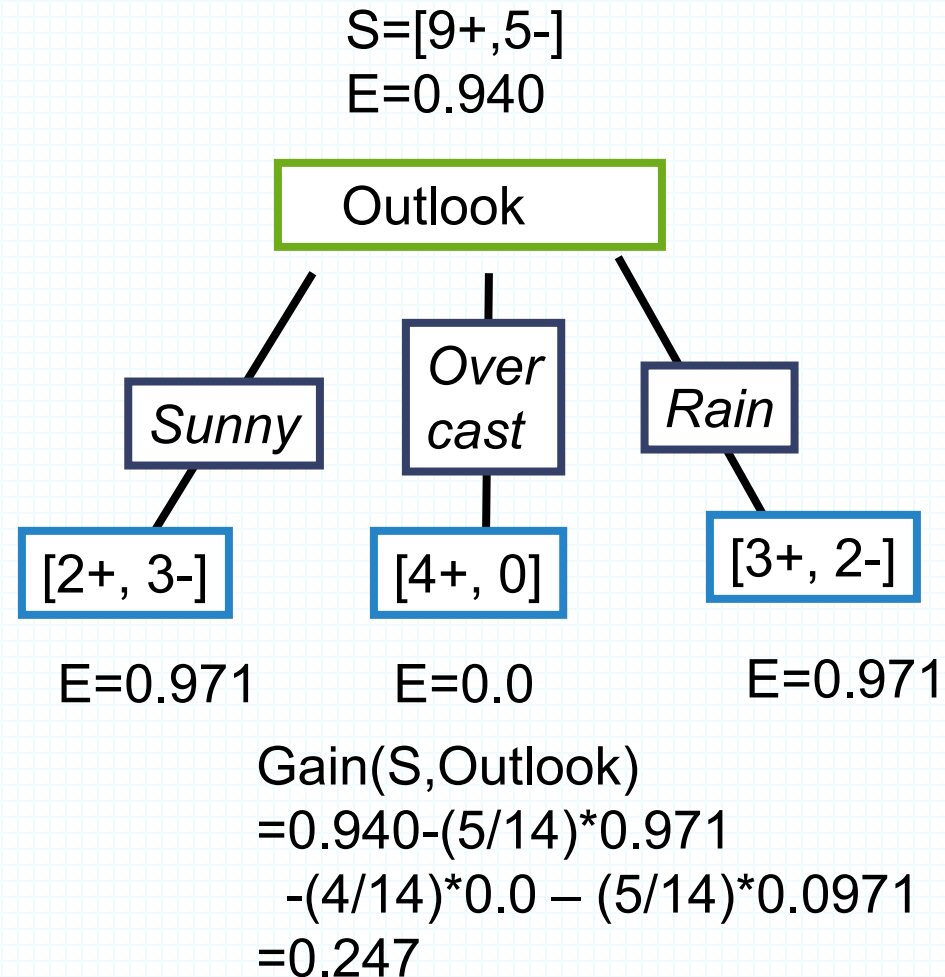 S=[9+,5-]
E=0.940
Outlook
Sunny
Over
cast
Rain
[2+, 3-]
[4+, 0]
[3+, 2-]
E=0.971
E=0.0
E=0.971
Gain(S,Outlook)
=0.940-(5/14)*0.971
-(4/14)*0.0 – (5/14)*0.0971
=0.247